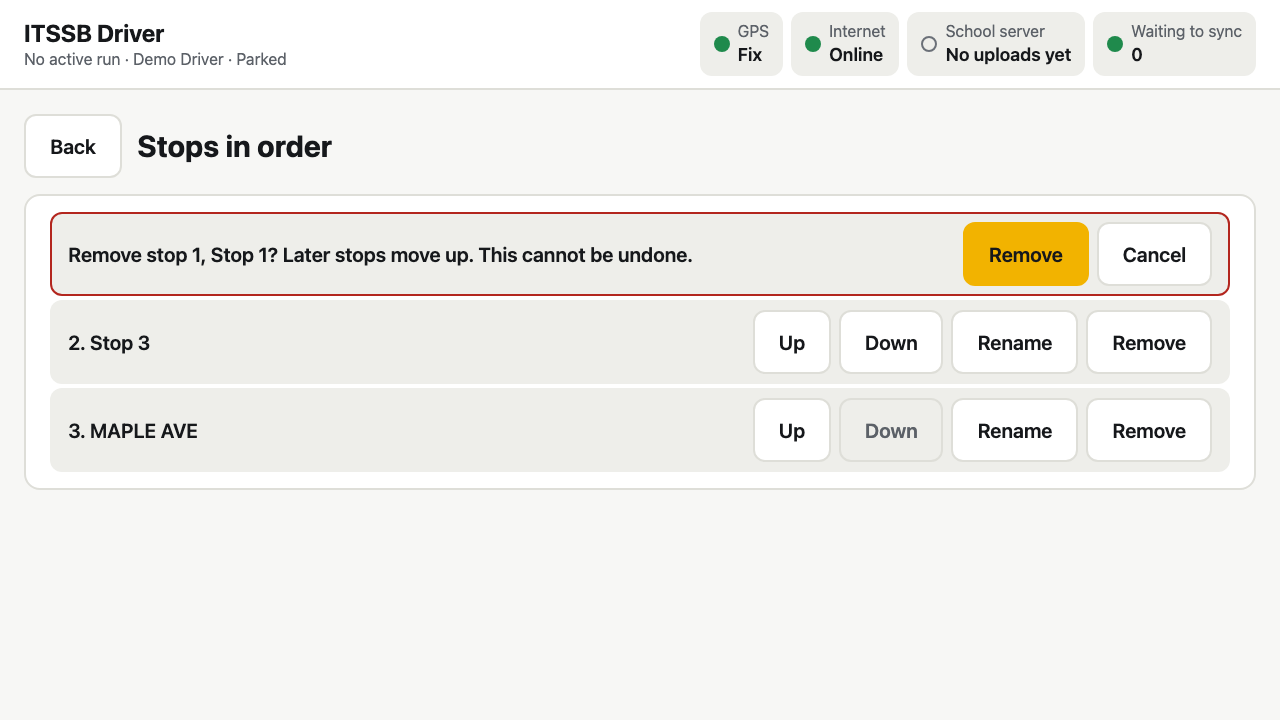 ITSSB Driver
No active run · Demo Driver · Parked
GPS
Fix
Internet
Online
School server
No uploads yet
Waiting to sync
0
Back
Stops in order
Remove stop 1, Stop 1? Later stops move up. This cannot be undone.
Remove
Cancel
2. Stop 3
Up
Down
Rename
Remove
3. MAPLE AVE
Up
Down
Rename
Remove